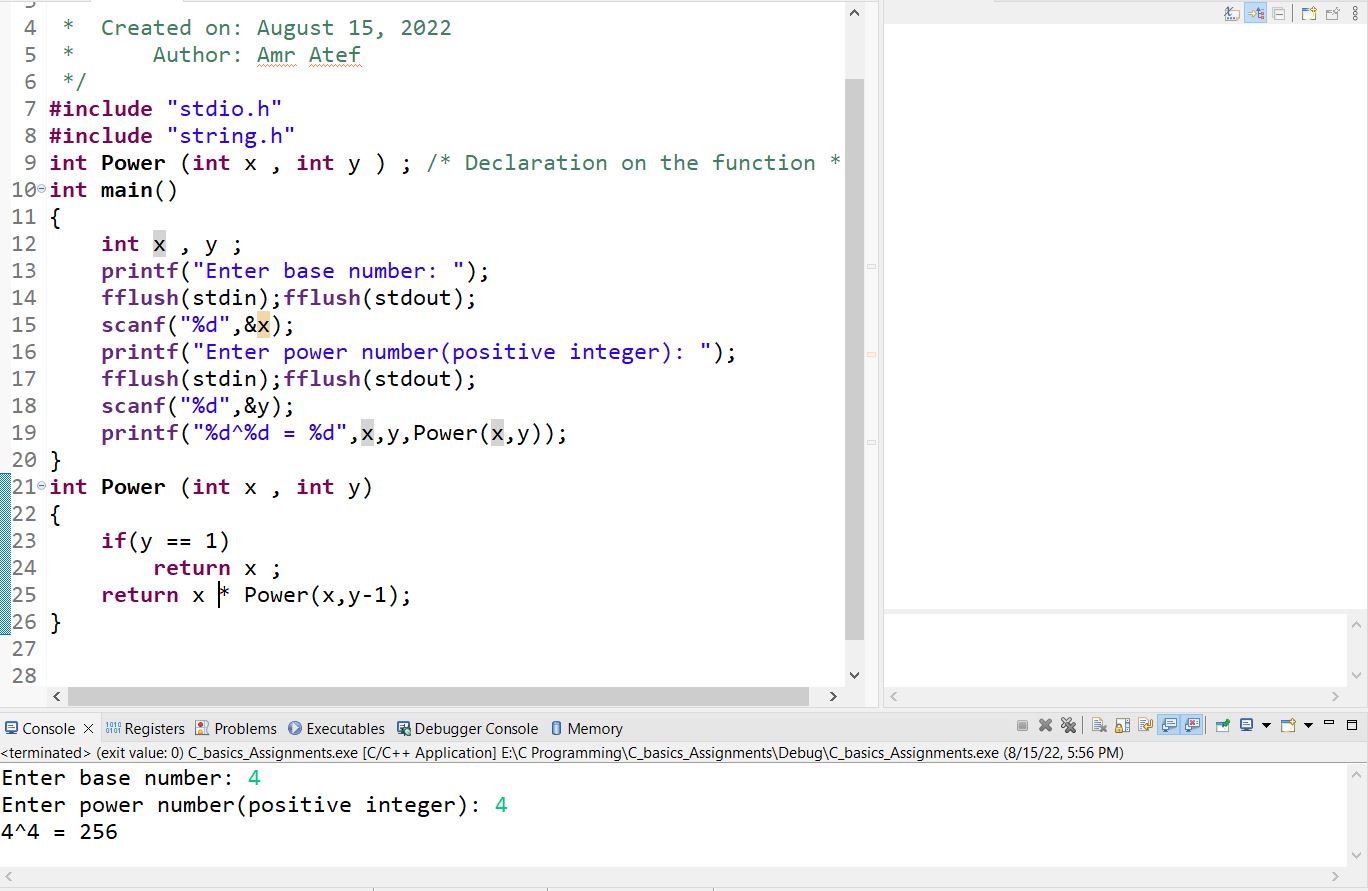 4 *  Created on: August 15, 2022
5 *      Author: Amr Atef
6 */
7 #include "stdio.h"
8 #include "string.h"
9 int Power (int x , int y ) ; /* Declaration on the function *
10 int main()
11 {
12     int x , y ;
13     printf("Enter base number: ");
14     fflush(stdin);fflush(stdout);
15     scanf("%d",&x);
16     printf("Enter power number(positive integer): ");
17     fflush(stdin);fflush(stdout);
18     scanf("%d",&y);
19     printf("%d^%d = %d",x,y,Power(x,y));
20 }
21 int Power (int x , int y)
22 {
23     if(y == 1)
24         return x ;
25     return x * Power(x,y-1);
26 }
27
28
Console Registers Problems Executables Debugger Console Memory
<terminated> (exit value: 0) C_basics_Assignments.exe [C/C++ Application] E:\C Programming\C_basics_Assignments\Debug\C_basics_Assignments.exe (8/15/22, 5:56 PM)
Enter base number: 4
Enter power number(positive integer): 4
4^4 = 256